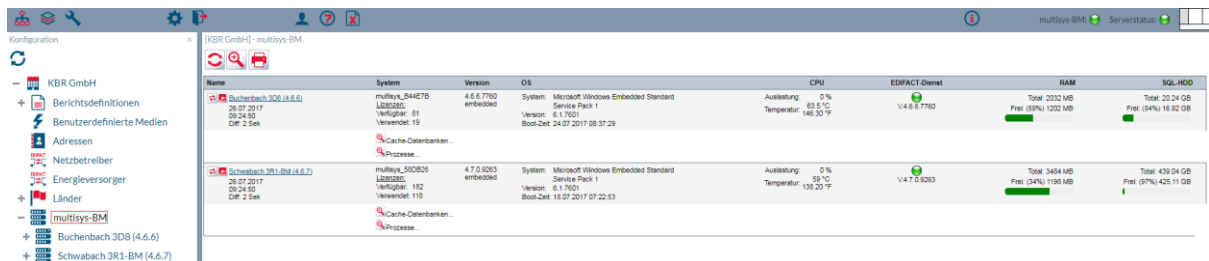 multisys-BM: Serverstatus:
Konfiguration ×
[KBR GmbH] - multisys-BM
KBR GmbH
Berichtsdefinitionen
Benutzerdefinierte Medien
Adressen
Netzbetreiber
Energieversorger
Länder
multisys-BM
Buchenbach 3D8 (4.6.6)
Schwabach 3R1-BM (4.6.7)
Name System Version OS CPU EDIFACT-Dienst RAM SQL-HDD
Buchenbach 3D8 (4.6.6)
26.07.2017
09:24:50
Diff: 2 Sek
multisys_B44E7B
Lizenzen:
Verfügbar: 81
Verwendet: 19
4.6.6.7760
embedded
System: Microsoft Windows Embedded Standard
Service Pack 1
Version: 6.1.7601
Boot-Zeit: 24.07.2017 08:37:29
Auslastung: 0 %
Temperatur: 63.5 °C
146.30 °F
V.4.6.6.7760
Total: 2032 MB
Frei: (59%) 1202 MB
Total: 20.24 GB
Frei: (84%) 16.92 GB
Cache-Datenbanken...
Prozesse...
Schwabach 3R1-BM (4.6.7)
26.07.2017
09:24:50
Diff: 2 Sek
multisys_58DB26
Lizenzen:
Verfügbar: 182
Verwendet: 118
4.7.0.9263
embedded
System: Microsoft Windows Embedded Standard
Service Pack 1
Version: 6.1.7601
Boot-Zeit: 18.07.2017 07:22:53
Auslastung: 0 %
Temperatur: 59 °C
138.20 °F
V.4.7.0.9263
Total: 3484 MB
Frei: (34%) 1198 MB
Total: 439.04 GB
Frei: (97%) 425.11 GB
Cache-Datenbanken...
Prozesse...